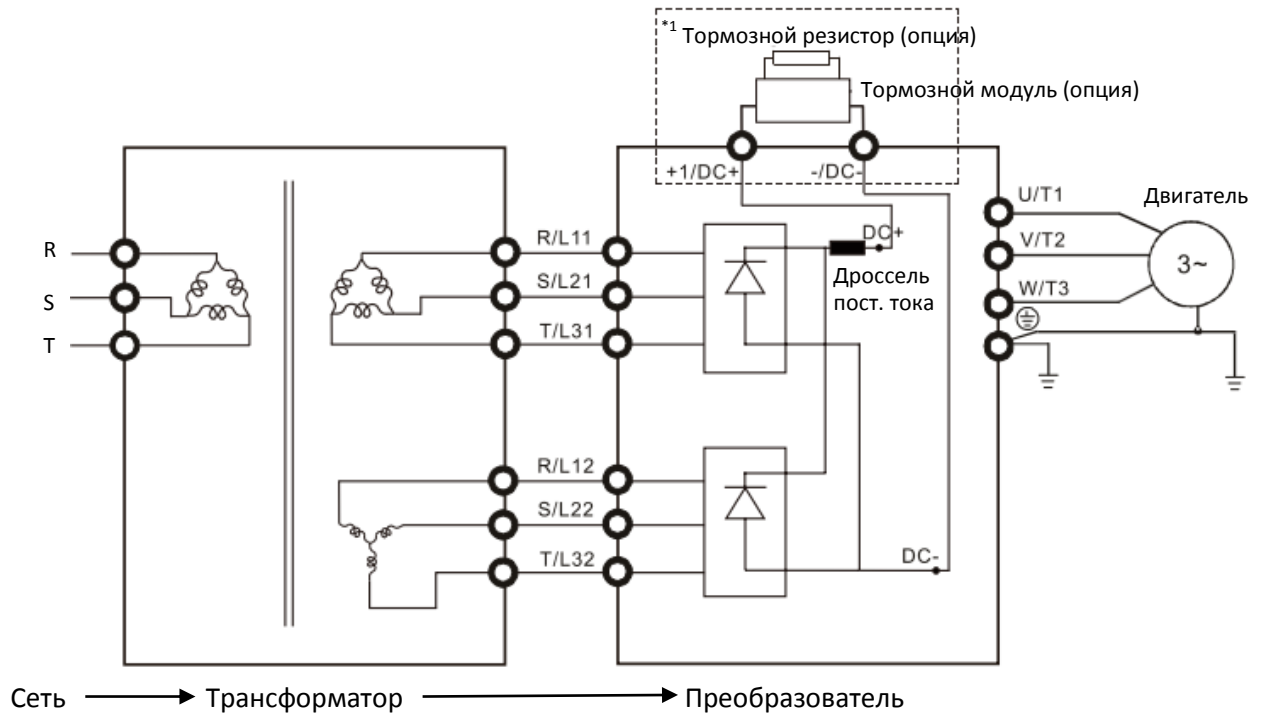 *1 Тормозной резистор (опция)
Тормозной модуль (опция)
+1/DC+
-/DC-
U/T1
Двигатель
R
R/L11
DC+
V/T2
3~
S
S/L21
Дроссель
пост. тока
W/T3
T
T/L31
R/L12
S/L22
T/L32
DC-
Сеть Трансформатор Преобразователь